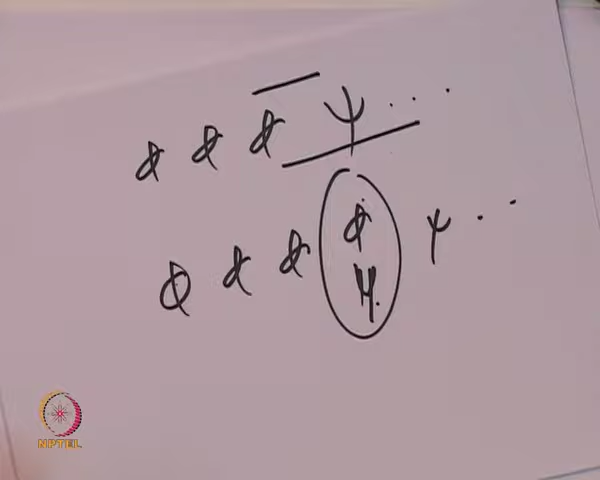 φ φ φ ψ . . .
φ φ φ φ ψ . .
ψ
NPTEL